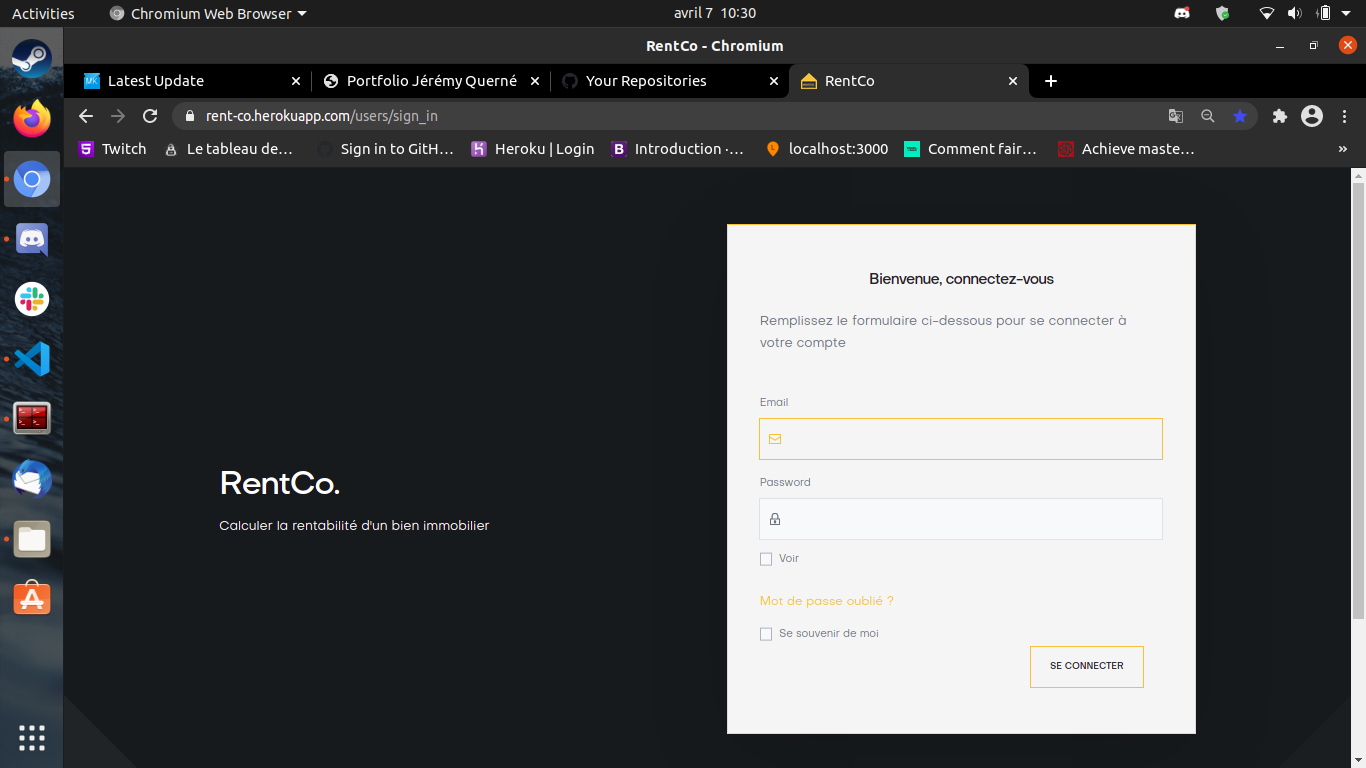 Activities
Chromium Web Browser
avril 7 10:30
RentCo - Chromium
Latest Update
Portfolio Jérémy Querné
Your Repositories
RentCo
rent-co.herokuapp.com/users/sign_in
Twitch
Le tableau de…
Sign in to GitH…
Heroku | Login
Introduction ·…
localhost:3000
Comment fair…
Achieve maste…
»
RentCo.
Calculer la rentabilité d'un bien immobilier
Bienvenue, connectez-vous
Remplissez le formulaire ci-dessous pour se connecter à
votre compte
Email
Password
Voir
Mot de passe oublié ?
Se souvenir de moi
SE CONNECTER